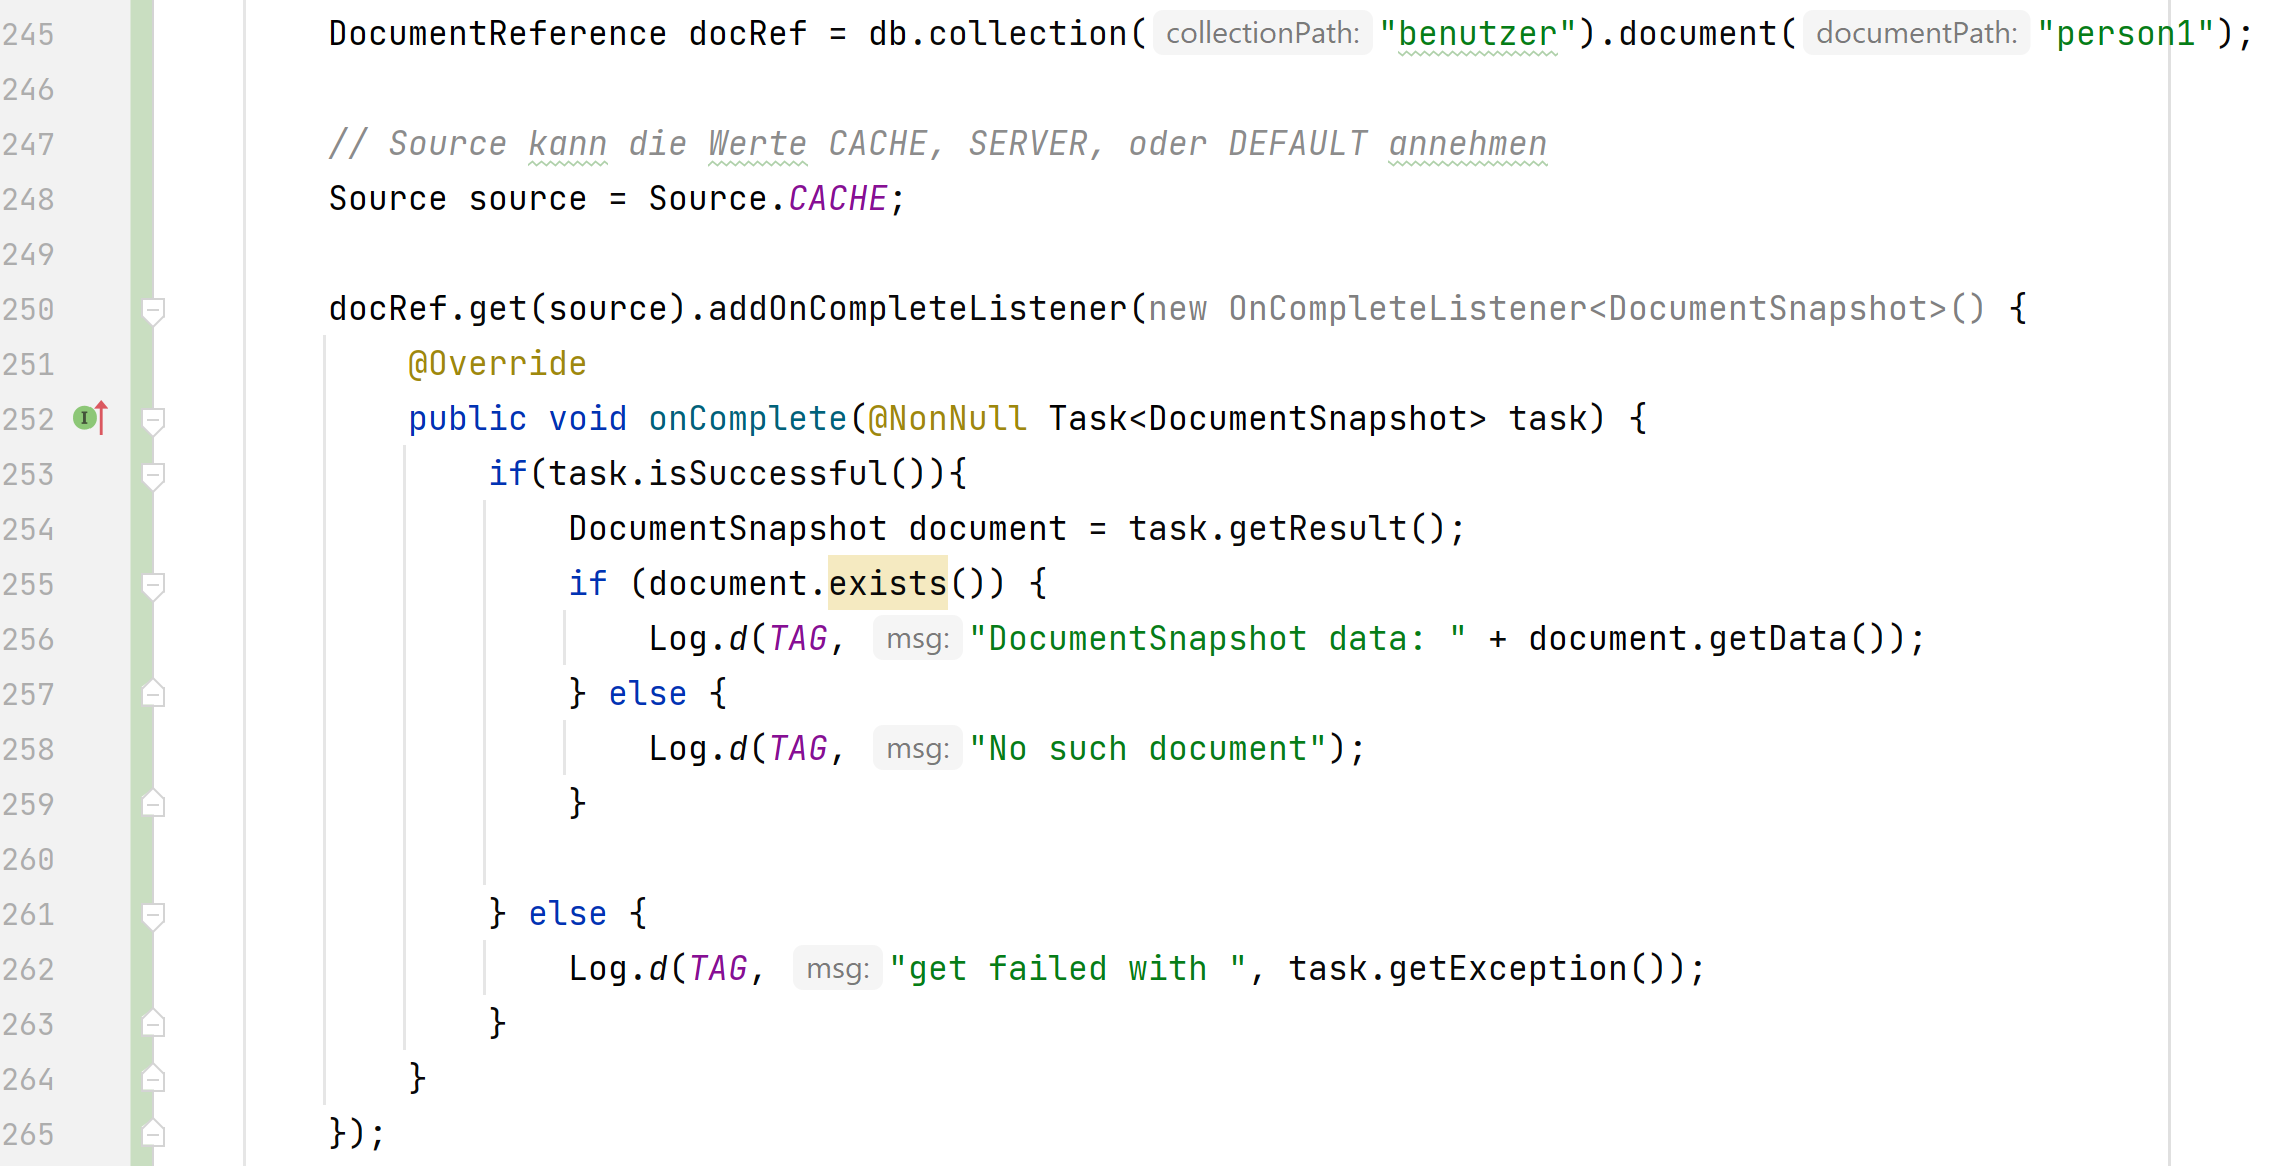 245 DocumentReference docRef = db.collection( collectionPath: "benutzer").document( documentPath: "person1");
246
247 // Source kann die Werte CACHE, SERVER, oder DEFAULT annehmen
248 Source source = Source.CACHE;
249
250 docRef.get(source).addOnCompleteListener(new OnCompleteListener<DocumentSnapshot>() {
251 @Override
252 public void onComplete(@NonNull Task<DocumentSnapshot> task) {
253 if(task.isSuccessful()){
254 DocumentSnapshot document = task.getResult();
255 if (document.exists()) {
256 Log.d(TAG, msg: "DocumentSnapshot data: " + document.getData());
257 } else {
258 Log.d(TAG, msg: "No such document");
259 }
260
261 } else {
262 Log.d(TAG, msg: "get failed with ", task.getException());
263 }
264 }
265 });